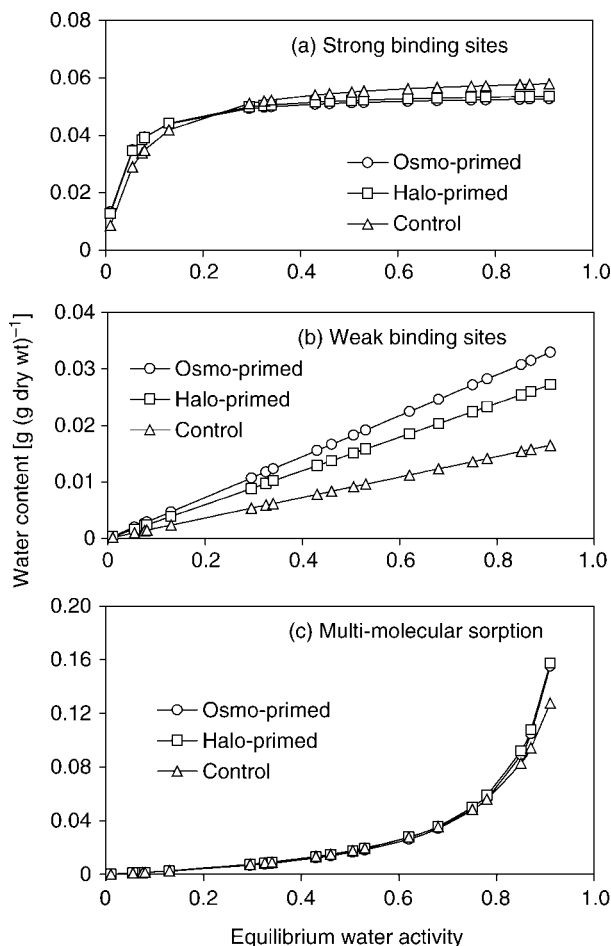 (a) Strong binding sites
0.08
0.06
0.04
0.02
0
Osmo-primed
Halo-primed
Control
0 0.2 0.4 0.6 0.8 1.0
Water content [g (g dry wt)⁻¹]
(b) Weak binding sites
0.04
0.03
0.02
0.01
0
Osmo-primed
Halo-primed
Control
0 0.2 0.4 0.6 0.8 1.0
(c) Multi-molecular sorption
0.20
0.16
0.12
0.08
0.04
0
Osmo-primed
Halo-primed
Control
0 0.2 0.4 0.6 0.8 1.0
Equilibrium water activity